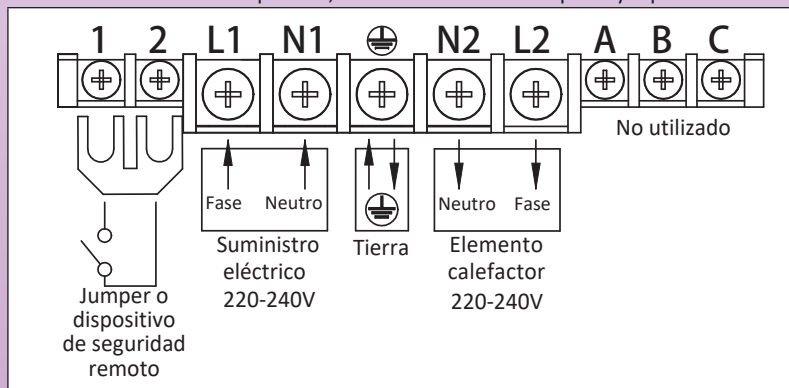 1 2 L1 N1 N2 L2 A B C
No utilizado
Fase Neutro Neutro Fase
Suministro
eléctrico
220-240V
Tierra
Elemento
calefactor
220-240V
Jumper o
dispositivo
de seguridad
remoto